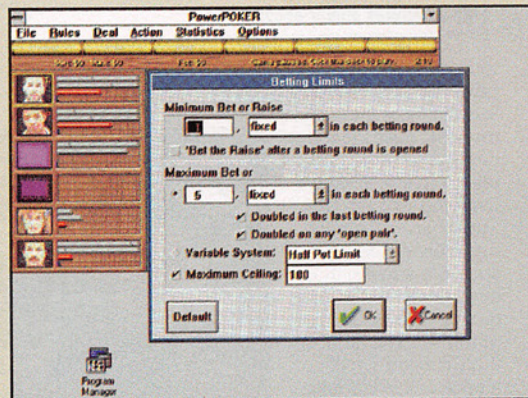 PowerPOKER
File Rules Deal Action Statistics Options
Betting Limits
Minimum Bet or Raise
, fixed in each betting round.
'Bet the Raise' after a betting round is opened
Maximum Bet or
5 , fixed in each betting round.
Doubled in the last betting round.
Doubled on any 'open pair'.
Variable System: Half Pot Limit
Maximum Ceiling: 100
Default OK Cancel
Program
Manager